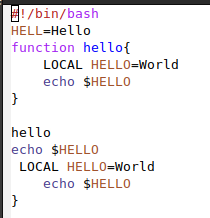 #!/bin/bash
HELL=Hello
function hello{
    LOCAL HELLO=World
    echo $HELLO
}

hello
echo $HELLO
 LOCAL HELLO=World
    echo $HELLO
}